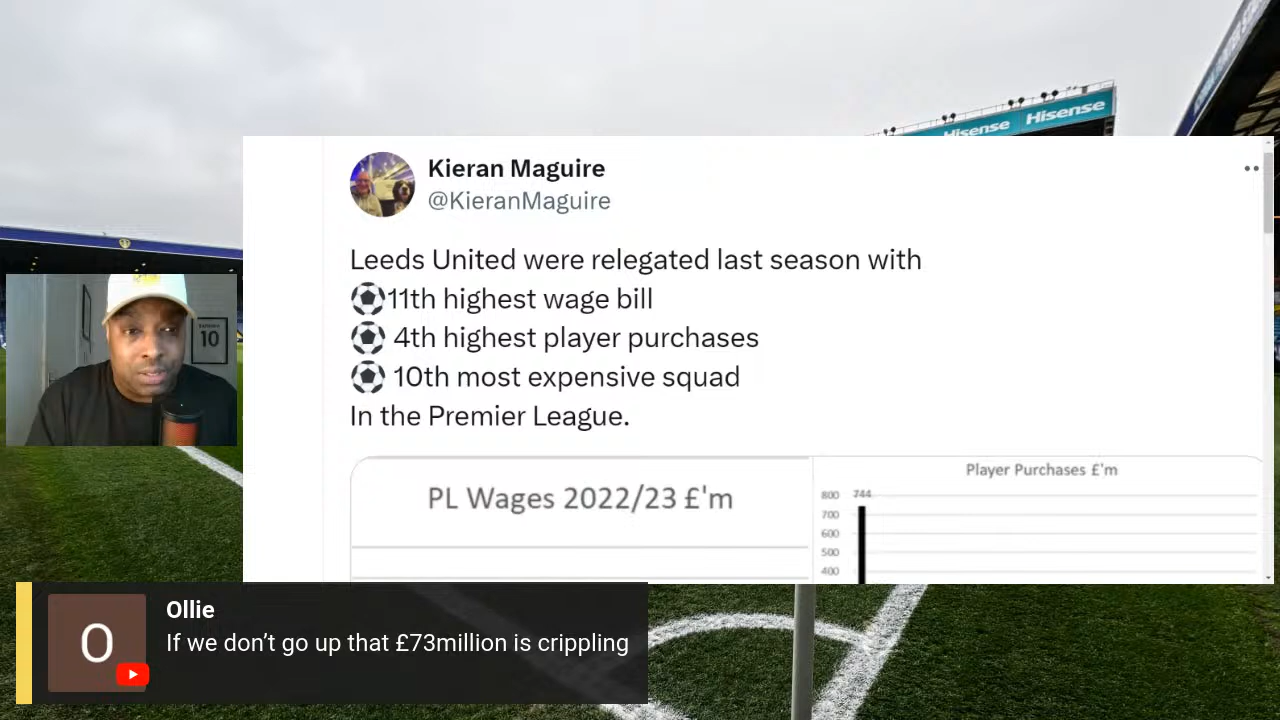 Hisense Hisense
Kieran Maguire
@KieranMaguire
Leeds United were relegated last season with
11th highest wage bill
4th highest player purchases
10th most expensive squad
In the Premier League.
PL Wages 2022/23 £'m
Player Purchases £'m
800 744
700
600
500
400
10
O
Ollie
If we don’t go up that £73million is crippling